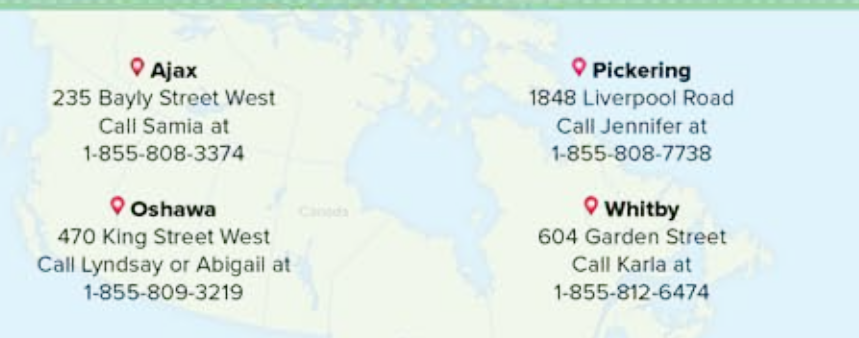 Ajax
235 Bayly Street West
Call Samia at
1-855-808-3374
Pickering
1848 Liverpool Road
Call Jennifer at
1-855-808-7738
Oshawa
470 King Street West
Call Lyndsay or Abigail at
1-855-809-3219
Canada
Whitby
604 Garden Street
Call Karla at
1-855-812-6474